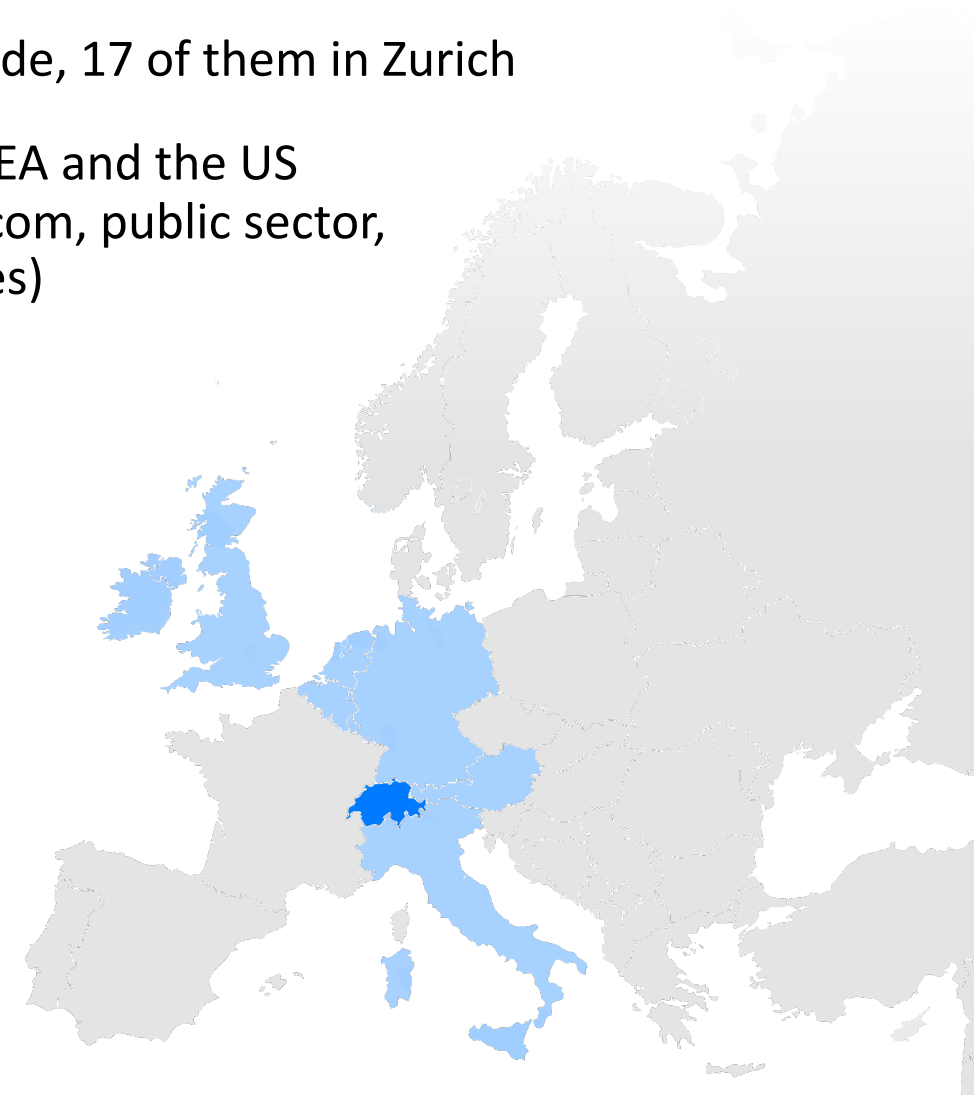 de, 17 of them in Zurich
EA and the US
com, public sector,
es)